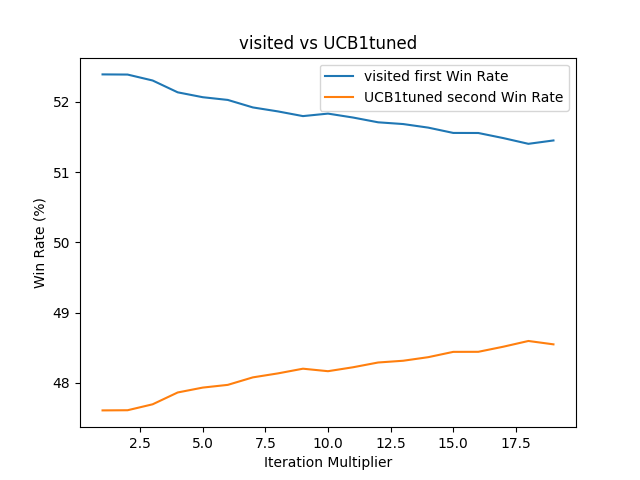 visited vs UCB1tuned
visited first Win Rate
UCB1tuned second Win Rate
52
51
50
49
48
Win Rate (%)
2.5 5.0 7.5 10.0 12.5 15.0 17.5
Iteration Multiplier